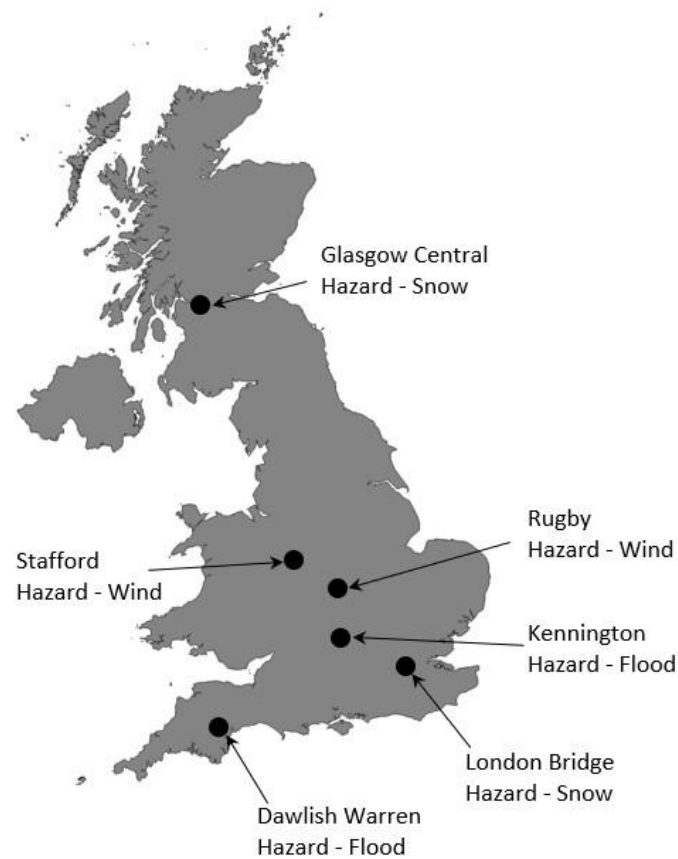 Glasgow Central
Hazard - Snow
Rugby
Hazard - Wind
Stafford
Hazard - Wind
Kennington
Hazard - Flood
London Bridge
Hazard - Snow
Dawlish Warren
Hazard - Flood